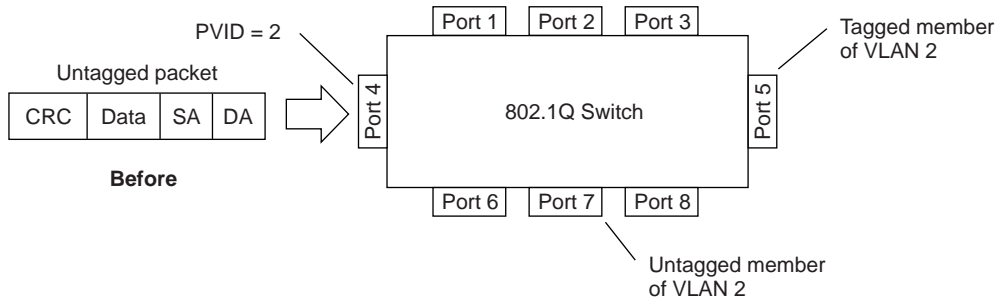 Port 1
Port 2
Port 3
PVID = 2
Tagged member
of VLAN 2
Untagged packet
CRC
Data
SA
DA
Port 4
802.1Q Switch
Port 5
Before
Port 6
Port 7
Port 8
Untagged member
of VLAN 2